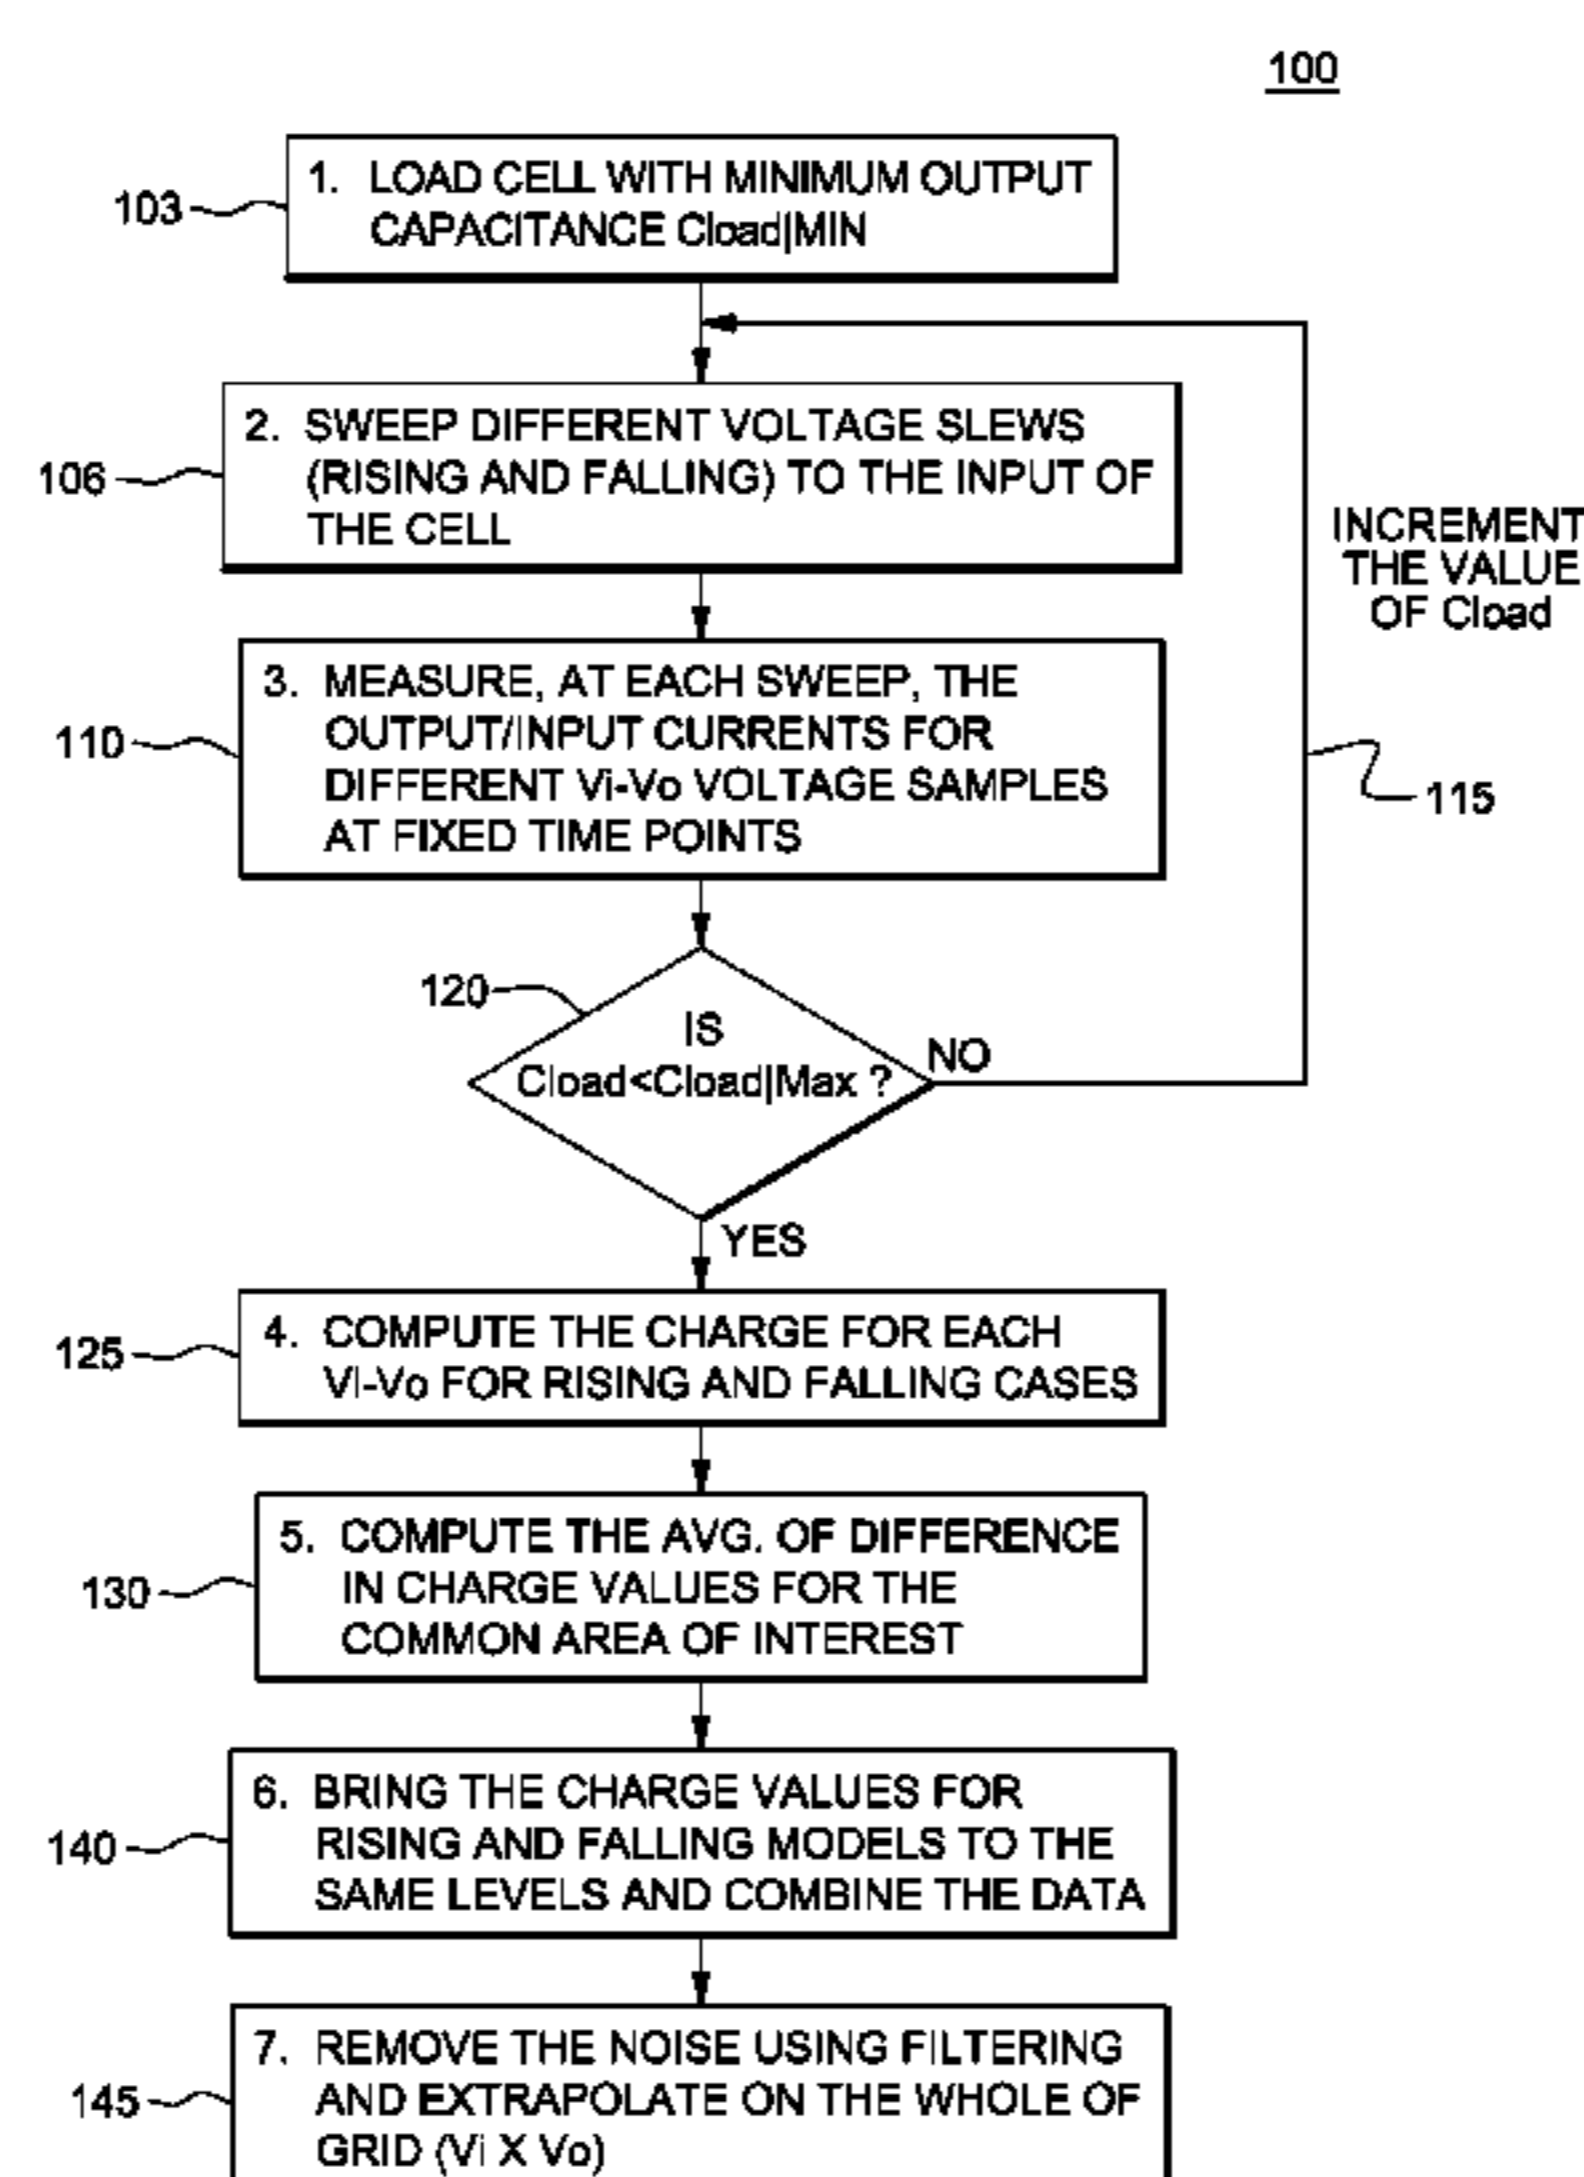 100
103
1. LOAD CELL WITH MINIMUM OUTPUT
CAPACITANCE Cload|MIN
106
2. SWEEP DIFFERENT VOLTAGE SLEWS
(RISING AND FALLING) TO THE INPUT OF
THE CELL
INCREMENT
THE VALUE
OF Cload
110
3. MEASURE, AT EACH SWEEP, THE
OUTPUT/INPUT CURRENTS FOR
DIFFERENT Vi-Vo VOLTAGE SAMPLES
AT FIXED TIME POINTS
115
120
IS
Cload<Cload|Max ?
NO
YES
125
4. COMPUTE THE CHARGE FOR EACH
VI-Vo FOR RISING AND FALLING CASES
130
5. COMPUTE THE AVG. OF DIFFERENCE
IN CHARGE VALUES FOR THE
COMMON AREA OF INTEREST
140
6. BRING THE CHARGE VALUES FOR
RISING AND FALLING MODELS TO THE
SAME LEVELS AND COMBINE THE DATA
145
7. REMOVE THE NOISE USING FILTERING
AND EXTRAPOLATE ON THE WHOLE OF
GRID (Vi X Vo)